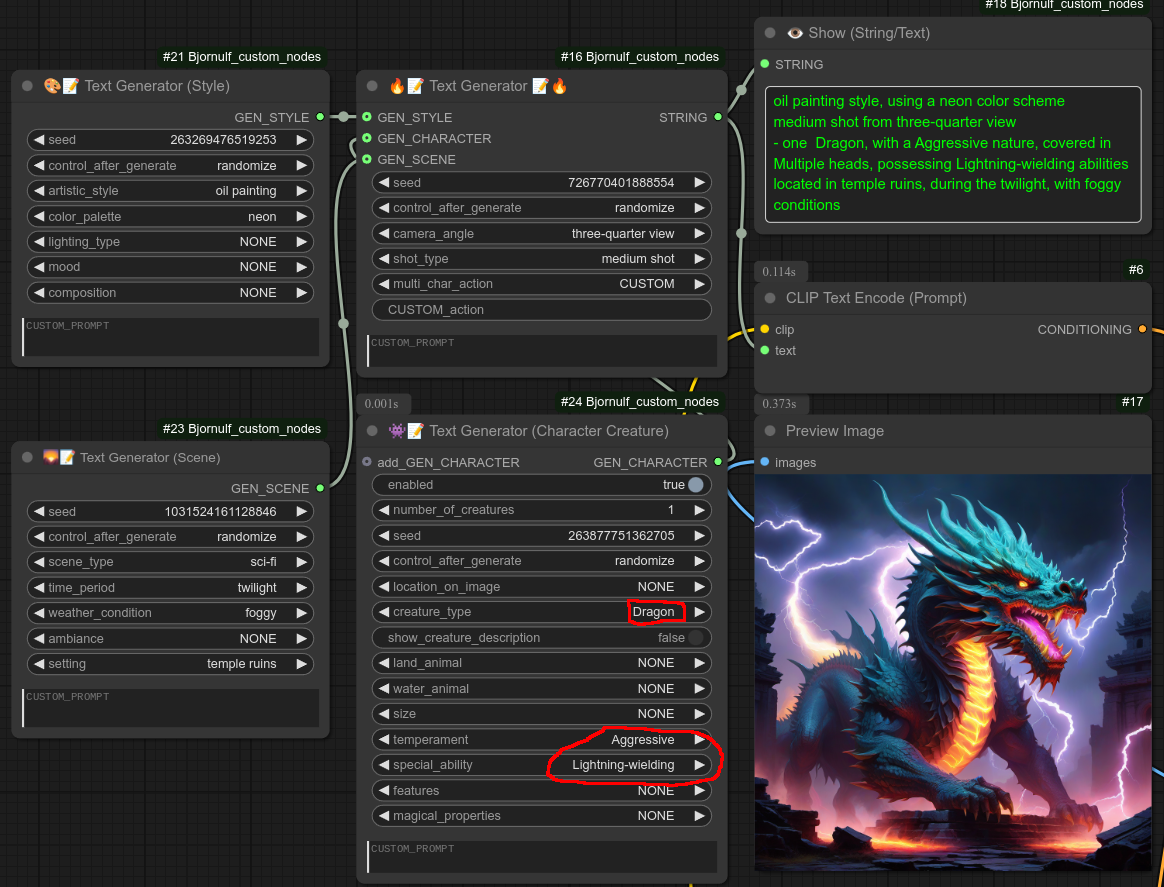 #21 Bjornulf_custom_nodes
🎨📝 Text Generator (Style)
GEN_STYLE
seed 263269476519253
control_after_generate randomize
artistic_style oil painting
color_palette neon
lighting_type NONE
mood NONE
composition NONE
CUSTOM_PROMPT
#23 Bjornulf_custom_nodes
🌄📝 Text Generator (Scene)
GEN_SCENE
seed 1031524161128846
control_after_generate randomize
scene_type sci-fi
time_period twilight
weather_condition foggy
ambiance NONE
setting temple ruins
CUSTOM_PROMPT
#16 Bjornulf_custom_nodes
🔥📝 Text Generator 📝🔥
GEN_STYLE STRING
GEN_CHARACTER
GEN_SCENE
seed 726770401888554
control_after_generate randomize
camera_angle three-quarter view
shot_type medium shot
multi_char_action CUSTOM
CUSTOM_action
CUSTOM_PROMPT
0.001s
#24 Bjornulf_custom_nodes
👾📝 Text Generator (Character Creature)
add_GEN_CHARACTER GEN_CHARACTER
enabled true
number_of_creatures 1
seed 263877751362705
control_after_generate randomize
location_on_image NONE
creature_type Dragon
show_creature_description false
land_animal NONE
water_animal NONE
size NONE
temperament Aggressive
special_ability Lightning-wielding
features NONE
magical_properties NONE
CUSTOM_PROMPT
#18 Bjornulf_custom_nodes
👁️ Show (String/Text)
STRING
oil painting style, using a neon color scheme
medium shot from three-quarter view
- one  Dragon, with a Aggressive nature, covered in
Multiple heads, possessing Lightning-wielding abilities
located in temple ruins, during the twilight, with foggy
conditions
0.114s
#6
CLIP Text Encode (Prompt)
clip CONDITIONING
text
0.373s
#17
Preview Image
images